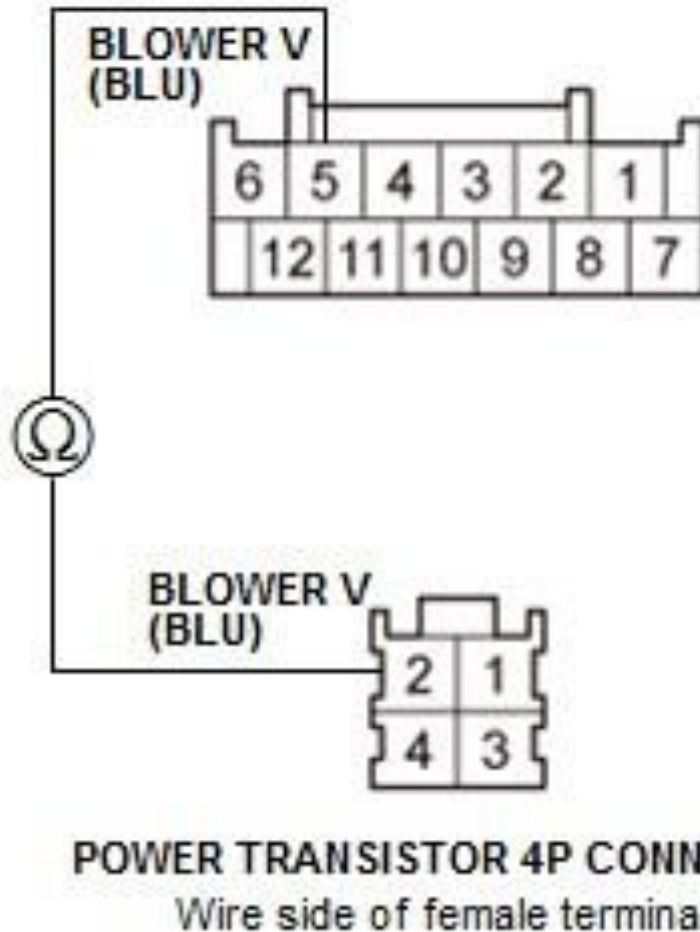 BLOWER V
(BLU)
6 5 4 3 2 1
12 11 10 9 8 7
Ω
BLOWER V
(BLU)
2 1
4 3
POWER TRANSISTOR 4P CONN
Wire side of female termina